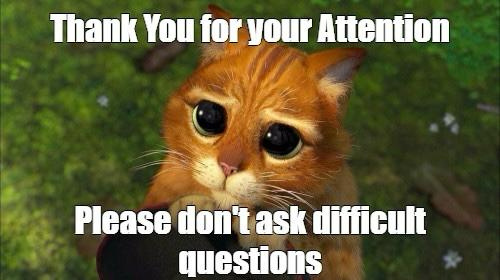 Thank You for your Attention
Please don't ask difficult
questions